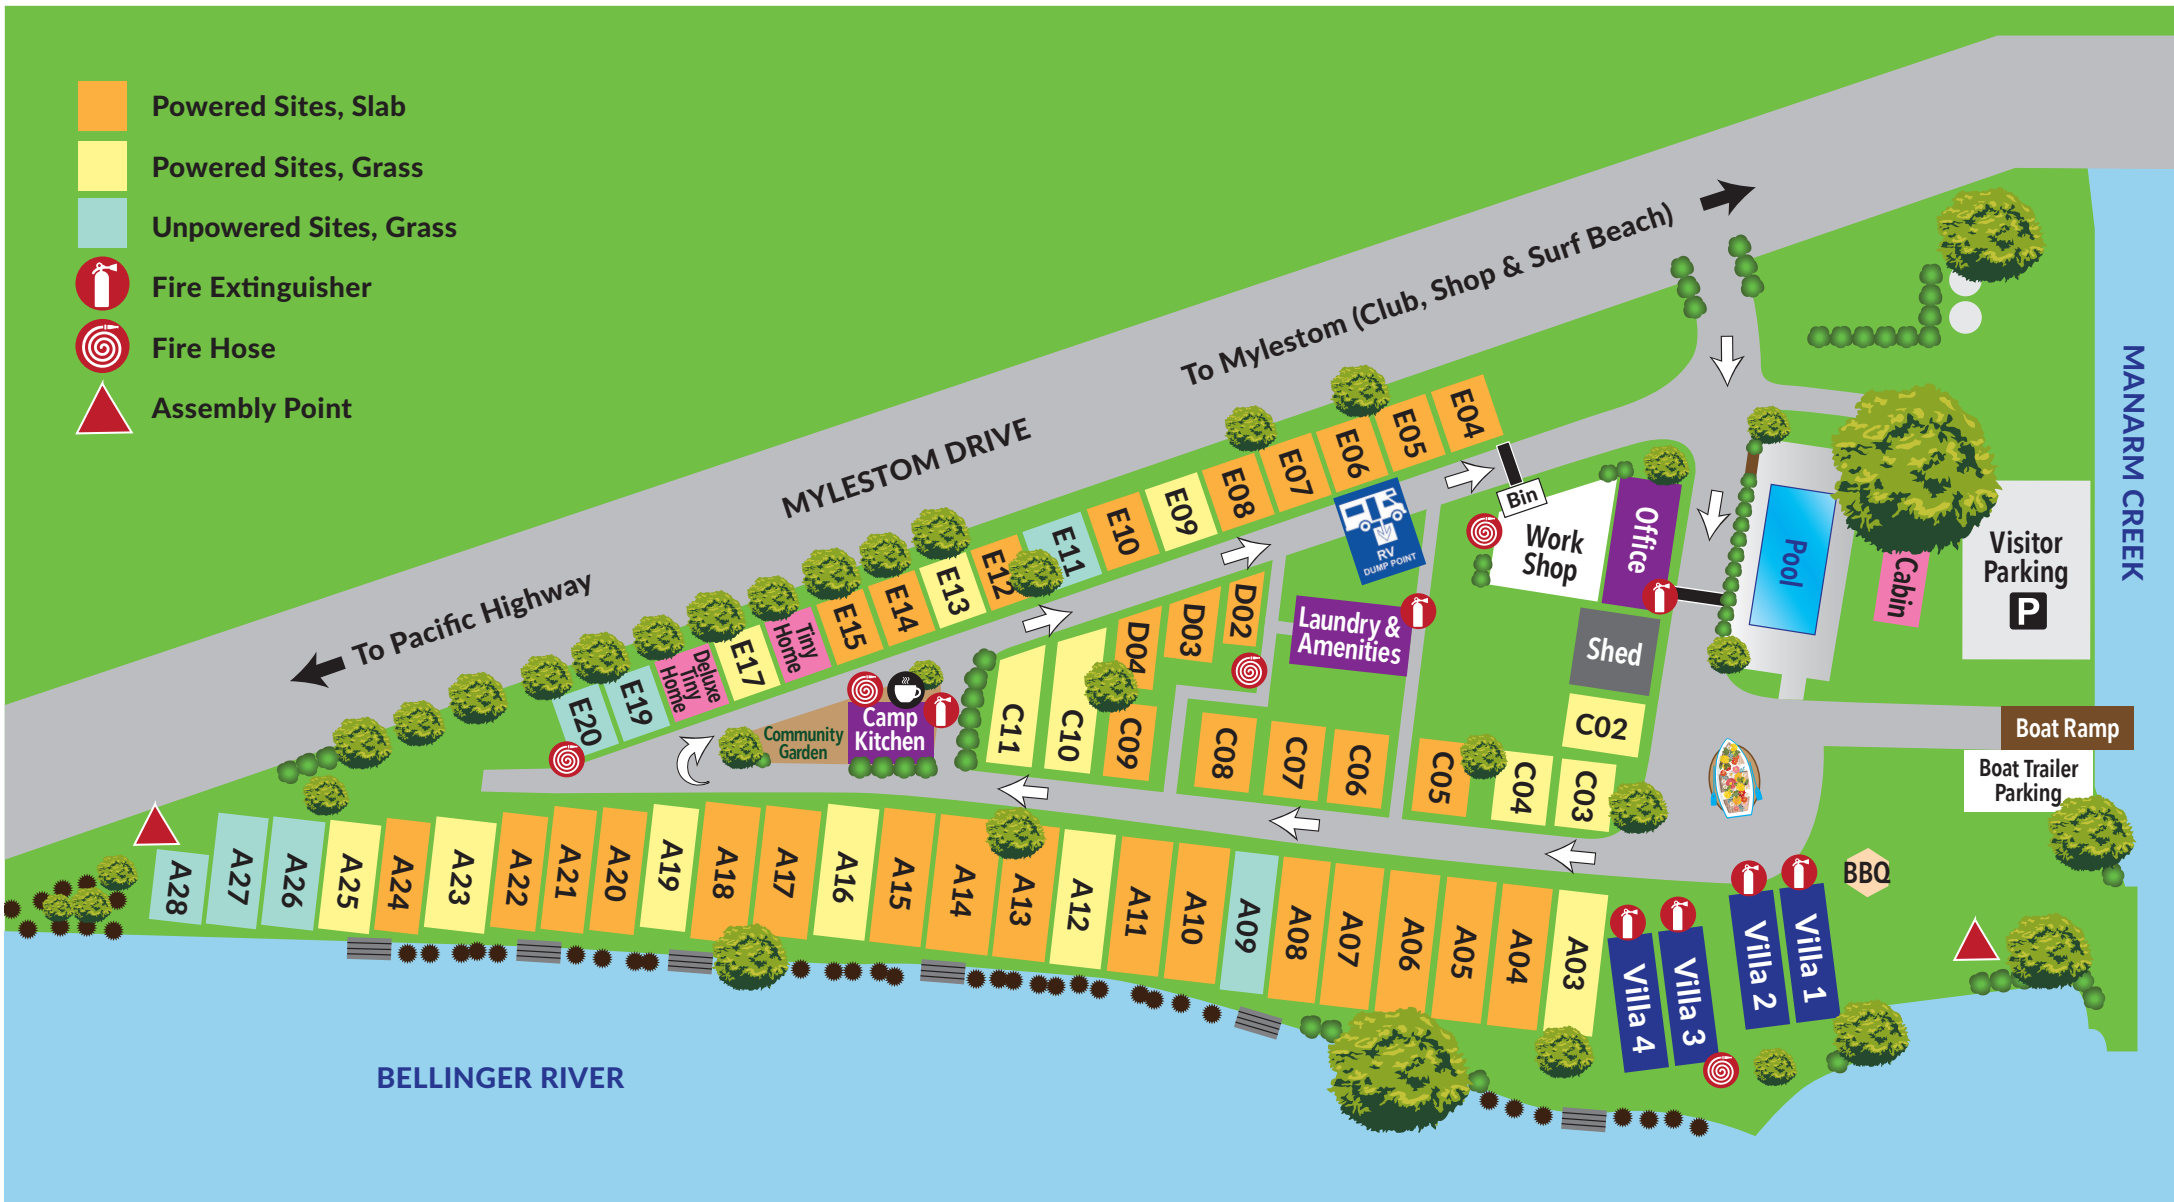 Powered Sites, Slab
Powered Sites, Grass
Unpowered Sites, Grass
Fire Extinguisher
Fire Hose
Assembly Point
To Mylestom (Club, Shop & Surf Beach)
MYLESTOM DRIVE
To Pacific Highway
MANARM CREEK
E04
E05
E06
E07
E08
E09
E10
E11
E12
E13
E14
E15
Tiny
Home
E17
Deluxe
Tiny
Home
E19
E20
RV
DUMP POINT
Bin
Work
Shop
Office
Pool
Cabin
Visitor
Parking
P
Shed
Laundry &
Amenities
D02
D03
D04
Camp
Kitchen
Community
Garden
C11
C10
C09
C08
C07
C06
C05
C04
C03
C02
Boat Ramp
Boat Trailer
Parking
BBQ
A28
A27
A26
A25
A24
A23
A22
A21
A20
A19
A18
A17
A16
A15
A14
A13
A12
A11
A10
A09
A08
A07
A06
A05
A04
A03
Villa 4
Villa 3
Villa 2
Villa 1
BELLINGER RIVER